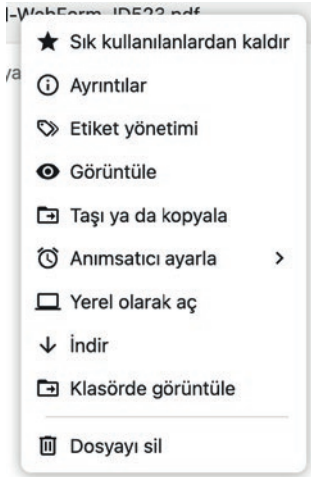 Sık kullanılanlardan kaldır
Ayrıntılar
Etiket yönetimi
Görüntüle
Taşı ya da kopyala
Anımsatıcı ayarla
Yerel olarak aç
İndir
Klasörde görüntüle
Dosyayı sil